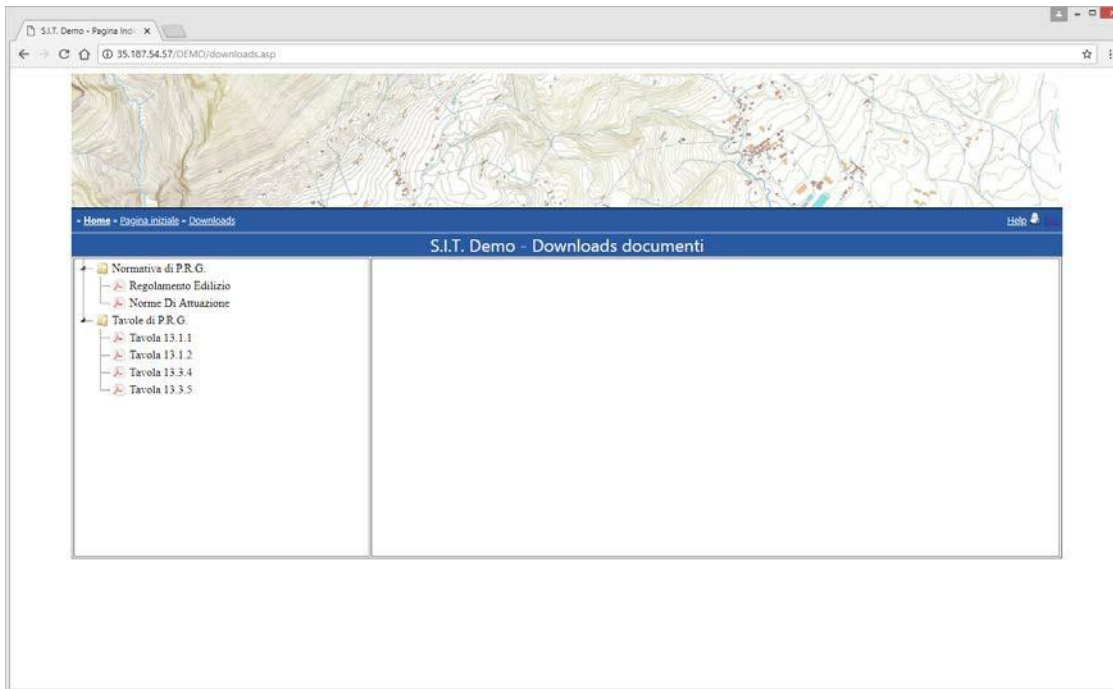 S.I.T. Demo - Pagina Indi
35.187.54.57/DEMO/downloads.asp
- Home - Pagina iniziale - Downloads
Help
S.I.T. Demo - Downloads documenti
Normativa di P.R.G.
Regolamento Edilizio
Norme Di Attuazione
Tavole di P.R.G.
Tavola 13.1.1
Tavola 13.1.2
Tavola 13.3.4
Tavola 13.3.5